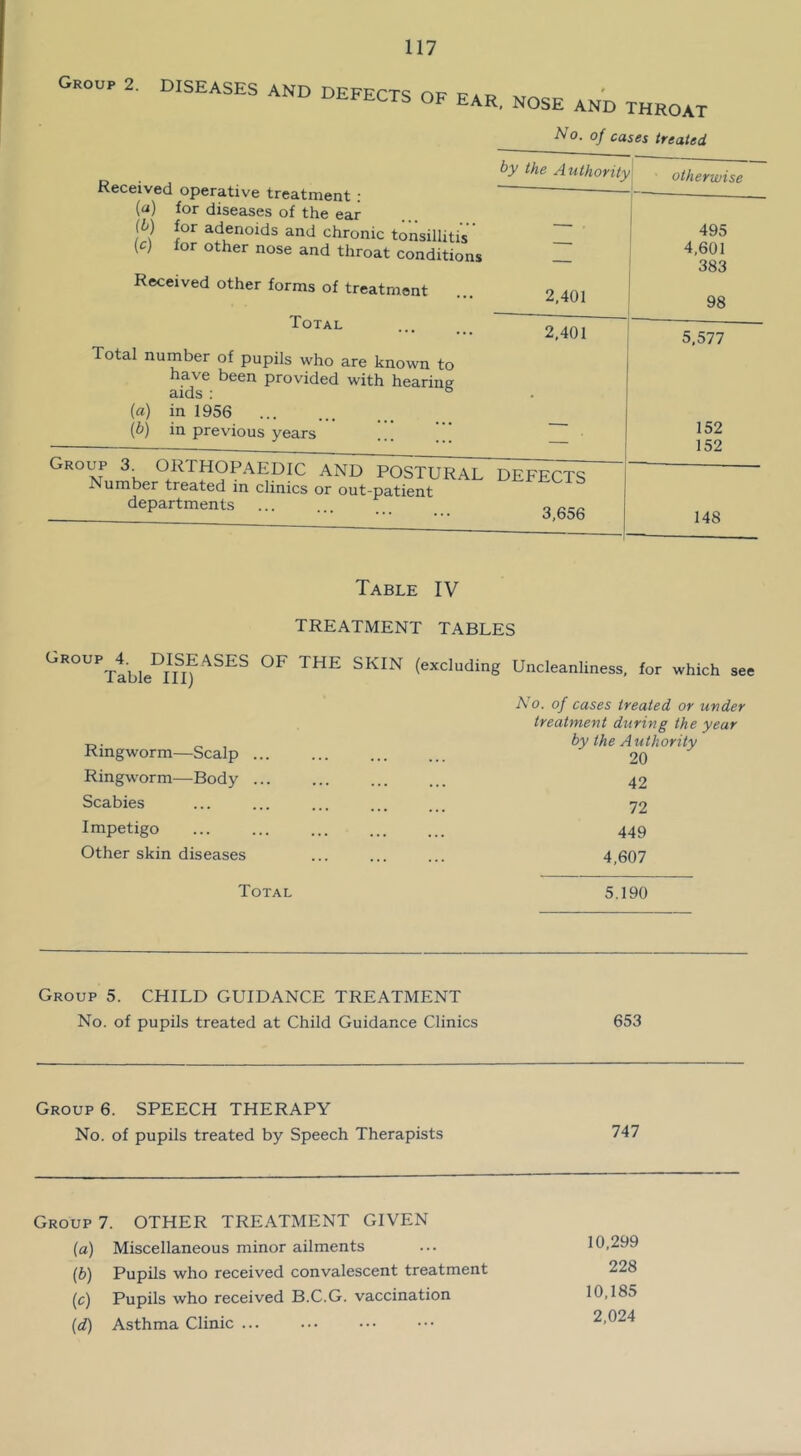 117
Group 2. DISEASES AND DEFECTS OF EAR, NOSE AND THROAT
No. of cases treated
by the Authority otherwise
Received operative treatment :
(a) for diseases of the ear ... — 495
(b) for adenoids and chronic tonsillitis — 4,601
(c) for other nose and throat conditions — 383
Received other forms of treatment ... 2,401 98
Total ... ... 2,401 5,577
Total number of pupils who are known to
have been provided with hearing
aids :
(a) in 1956 ... ... ... ... — 152
(b) in previous years ... ... — 152
Group 3. ORTHOPAEDIC AND POSTURAL DEFECTS
Number treated in clinics or out-patient
departments ... ... ... ... 3,656 148
Table IV
TREATMENT TABLES
Group 4. DISEASES OF THE SKIN (excluding Uncleanliness, for which see
Table III)
No. of cases treated or under
treatment during the year
by the Authority
Ringworm—Scalp ... ... ... ... 20
Ringworm—Body ... ... ... ... 42
Scabies ... ... ... ... ... 72
Impetigo ... ... ... ... ... 449
Other skin diseases ... ... ... 4,607
Total 5.190
Group 5. CHILD GUIDANCE TREATMENT
No. of pupils treated at Child Guidance Clinics 653
Group 6. SPEECH THERAPY
No. of pupils treated by Speech Therapists 747
Group 7. OTHER TREATMENT GIVEN
(a) Miscellaneous minor ailments ... 10,299
(b) Pupils who received convalescent treatment 228
(c) Pupils who received B.C.G. vaccination 10,185
(d) Asthma Clinic ... ... ... ... 2,024